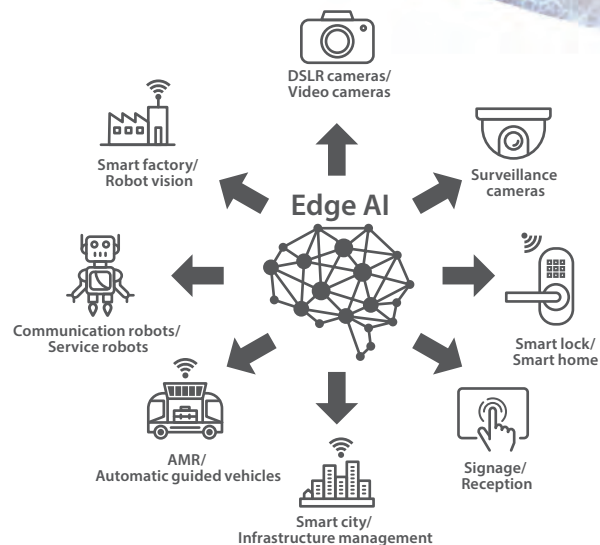 DSLR cameras/
Video cameras
Smart factory/
Robot vision
Surveillance
cameras
Edge AI
Communication robots/
Service robots
Smart lock/
Smart home
AMR/
Automatic guided vehicles
Signage/
Reception
Smart city/
Infrastructure management